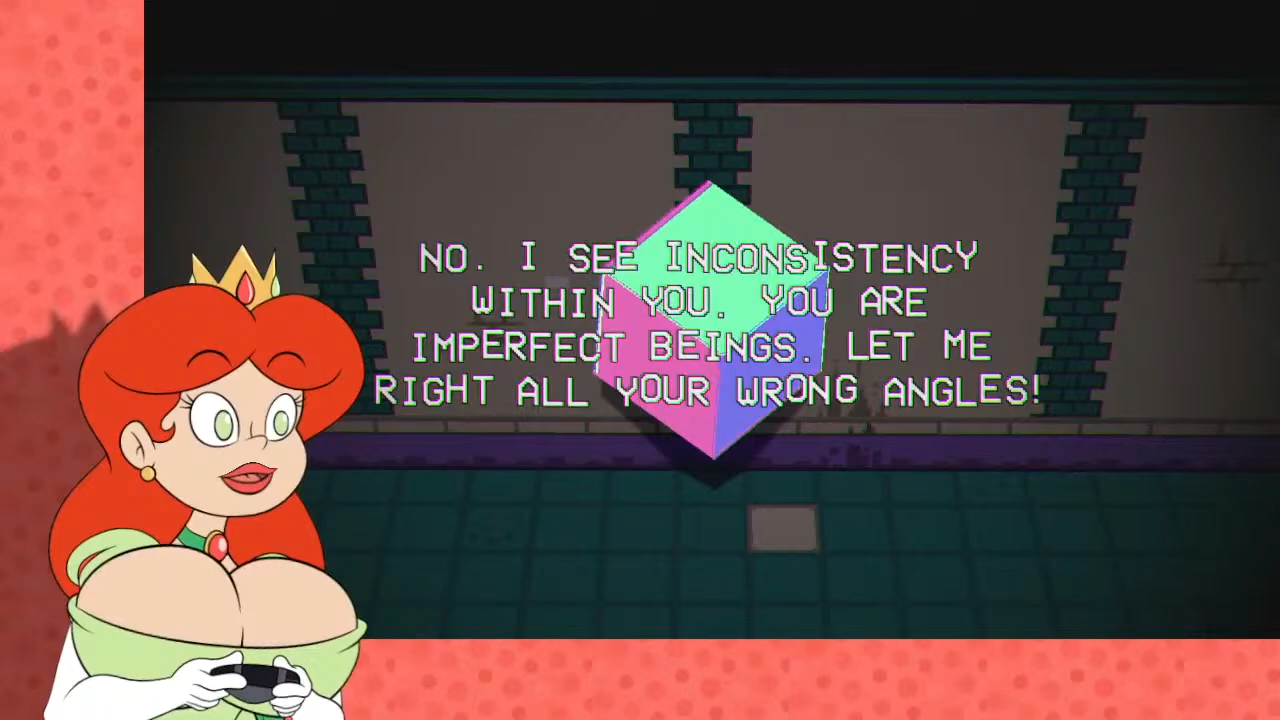 NO. I SEE INCONSISTENCY
WITHIN YOU. YOU ARE
IMPERFECT BEINGS. LET ME
RIGHT ALL YOUR WRONG ANGLES!